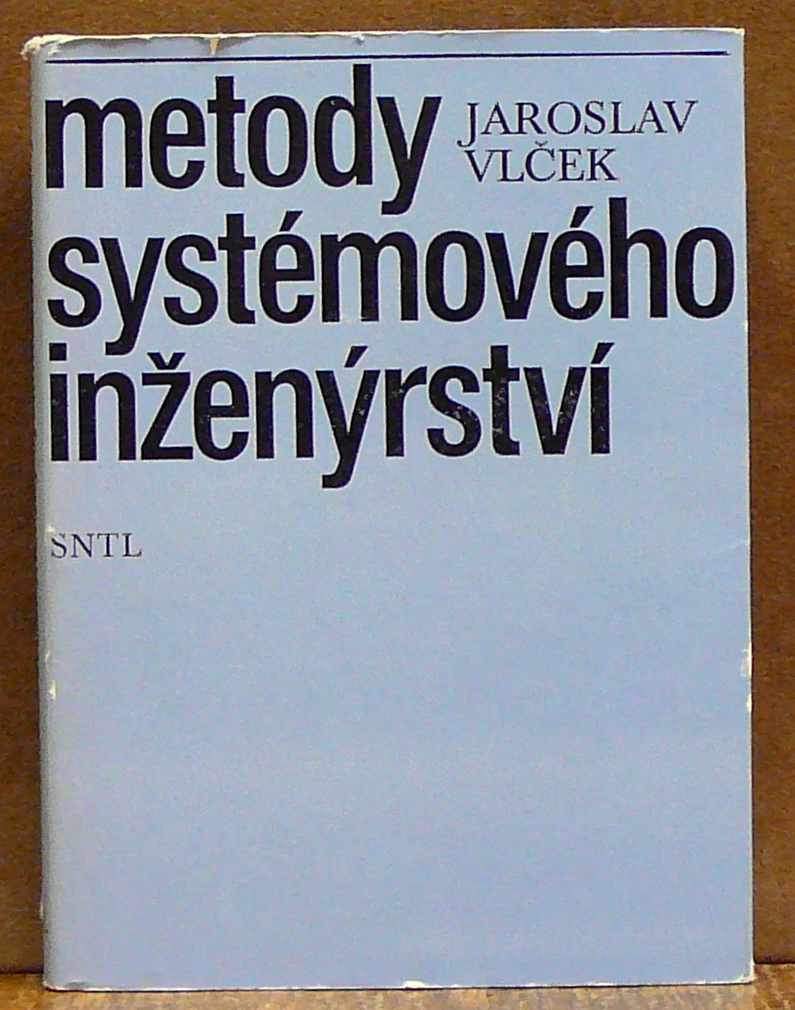 metody
JAROSLAV
VLČEK
systémového
inženýrství
SNTL